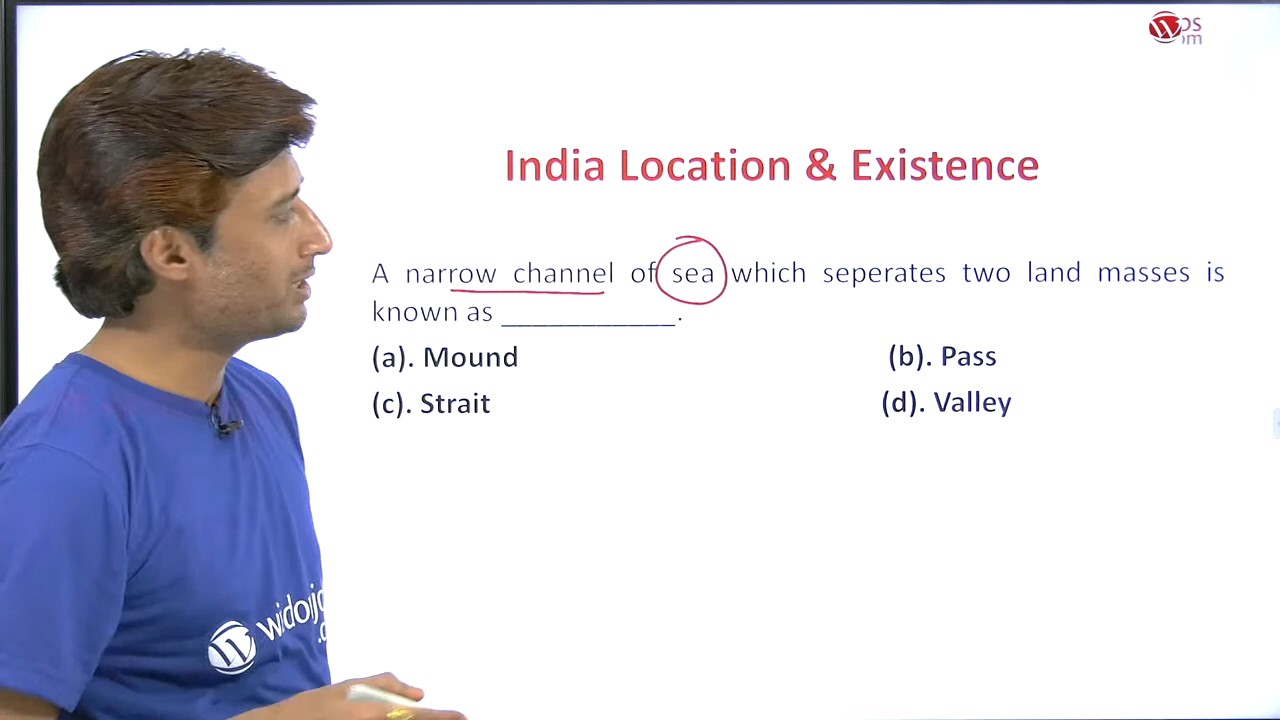 India Location & Existence
A narrow channel of sea which seperates two land masses is
known as ___________.
(a). Mound (b). Pass
(c). Strait (d). Valley